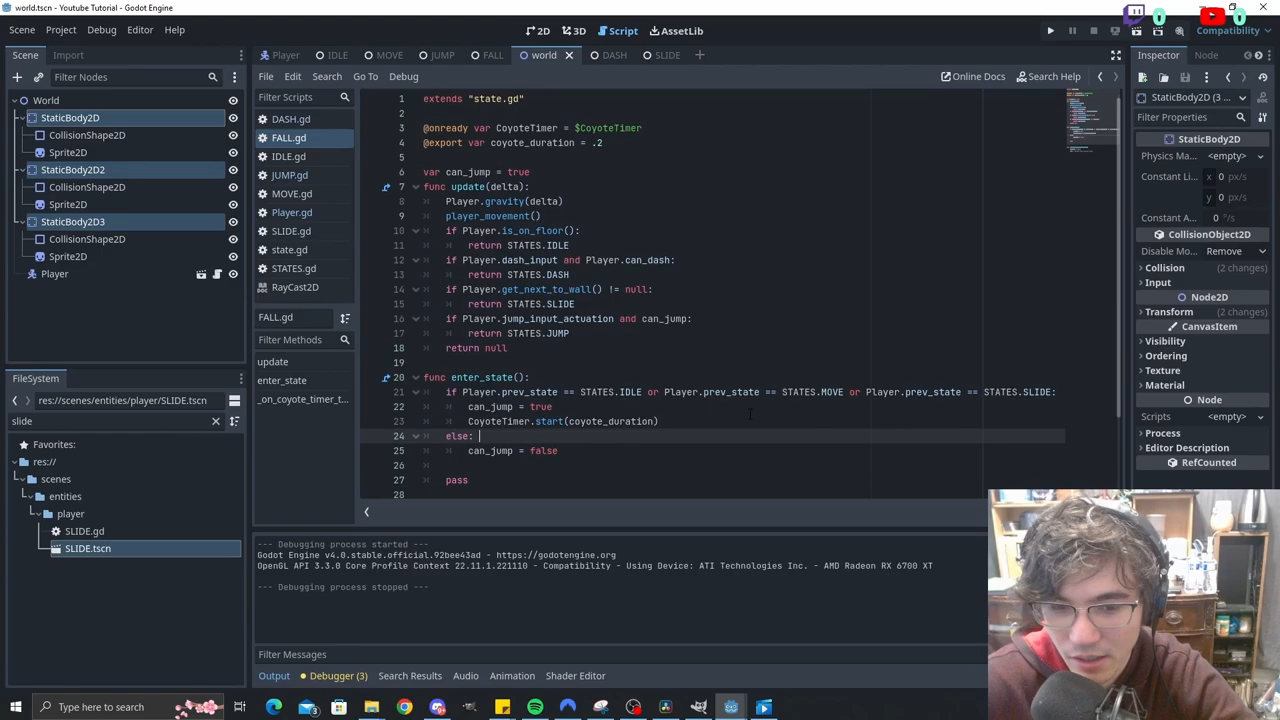 world.tscn - Youtube Tutorial - Godot Engine
0 0
Scene Project Debug Editor Help
2D 3D Script AssetLib
Compatibility
Scene Import
Player IDLE MOVE JUMP FALL world DASH SLIDE
Inspector Node
Filter Nodes
File Edit Search Go To Debug
Online Docs Search Help
World
StaticBody2D
CollisionShape2D
Sprite2D
StaticBody2D2
CollisionShape2D
Sprite2D
StaticBody2D3
CollisionShape2D
Sprite2D
Player
FileSystem
res://scenes/entities/player/SLIDE.tscn
slide
Favorites:
res://
scenes
entities
player
SLIDE.gd
SLIDE.tscn
Filter Scripts
DASH.gd
FALL.gd
IDLE.gd
JUMP.gd
MOVE.gd
Player.gd
SLIDE.gd
state.gd
STATES.gd
RayCast2D
FALL.gd
Filter Methods
update
enter_state
_on_coyote_timer_t...
1 extends "state.gd"
2
3 @onready var CoyoteTimer = $CoyoteTimer
4 @export var coyote_duration = .2
5
6 var can_jump = true
7 func update(delta):
8 Player.gravity(delta)
9 player_movement()
10 if Player.is_on_floor():
11 return STATES.IDLE
12 if Player.dash_input and Player.can_dash:
13 return STATES.DASH
14 if Player.get_next_to_wall() != null:
15 return STATES.SLIDE
16 if Player.jump_input_actuation and can_jump:
17 return STATES.JUMP
18 return null
19
20 func enter_state():
21 if Player.prev_state == STATES.IDLE or Player.prev_state == STATES.MOVE or Player.prev_state == STATES.SLIDE:
22 can_jump = true
23 CoyoteTimer.start(coyote_duration)
24 else:
25 can_jump = false
26
27 pass
28
--- Debugging process started ---
Godot Engine v4.0.stable.official.92bee43ad - https://godotengine.org
OpenGL API 3.3.0 Core Profile Context 22.11.1.221110 - Compatibility - Using Device: ATI Technologies Inc. - AMD Radeon RX 6700 XT
--- Debugging process stopped ---
Filter Messages
Output Debugger (3) Search Results Audio Animation Shader Editor
StaticBody2D (3 ...
Filter Properties
StaticBody2D
Physics Ma... <empty>
Constant Li... x 0 px/s
y 0 px/s
Constant A... 0 °/s
CollisionObject2D
Disable Mo... Remove
Collision (2 changes)
Input
Node2D
Transform (2 changes)
CanvasItem
Visibility
Ordering
Texture
Material
Node
Scripts <empty>
Process
Editor Description
RefCounted
Type here to search